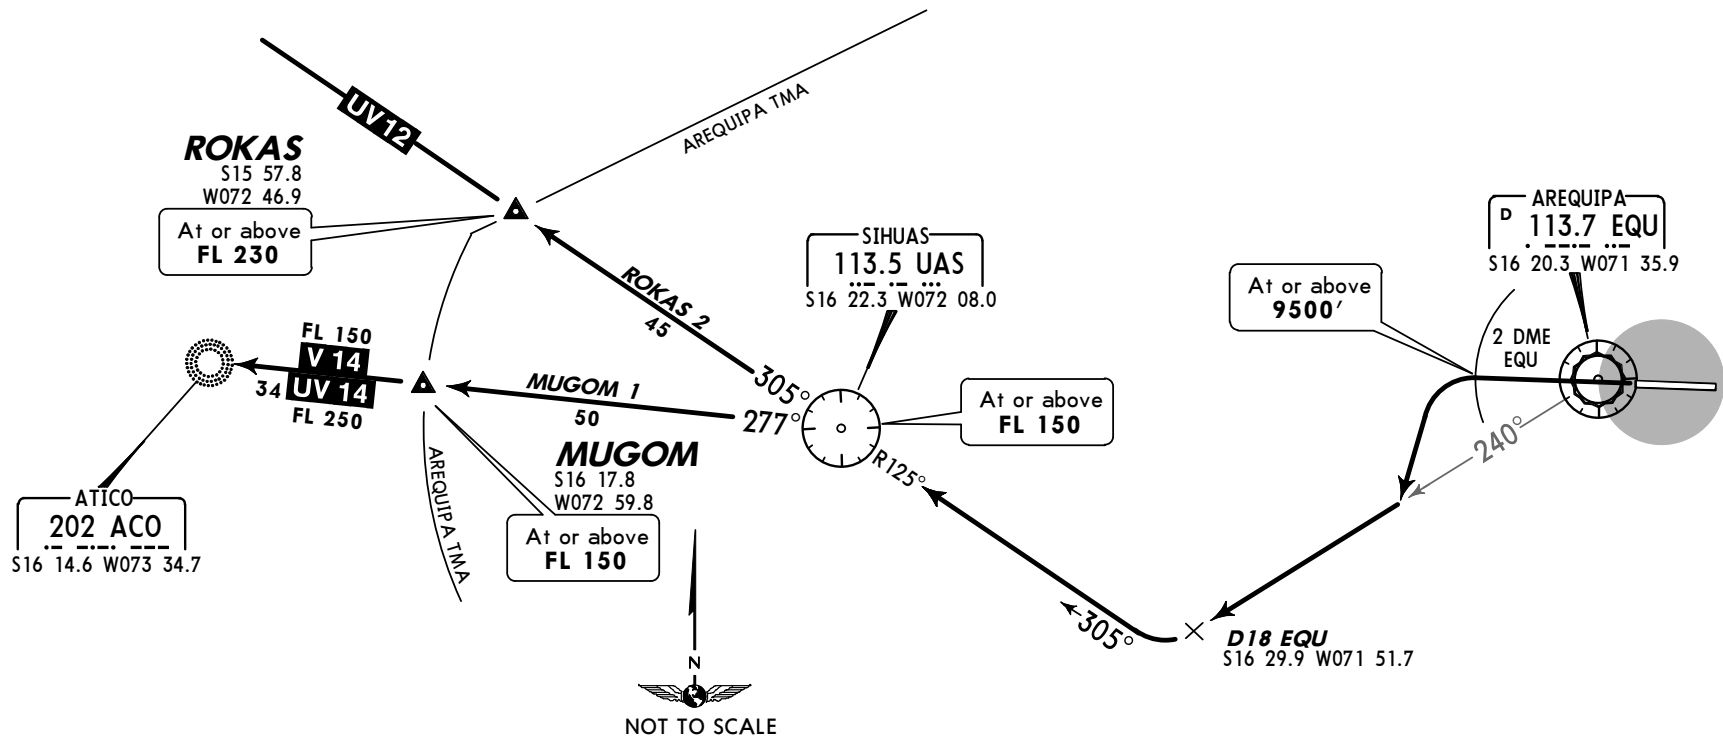 UV12
AREQUIPA TMA
ROKAS
S15 57.8
W072 46.9
At or above
FL 230
ROKAS 2
45
SIHUAS
113.5 UAS
S16 22.3 W072 08.0
AREQUIPA
D 113.7 EQU
S16 20.3 W071 35.9
At or above
9500'
2 DME
EQU
FL 150
V 14
34 UV 14
FL 250
MUGOM 1
50
305°
277°
At or above
FL 150
240°
MUGOM
S16 17.8
W072 59.8
At or above
FL 150
R125°
AREQUIPA TMA
ATICO
202 ACO
S16 14.6 W073 34.7
305°
D18 EQU
S16 29.9 W071 51.7
N
NOT TO SCALE